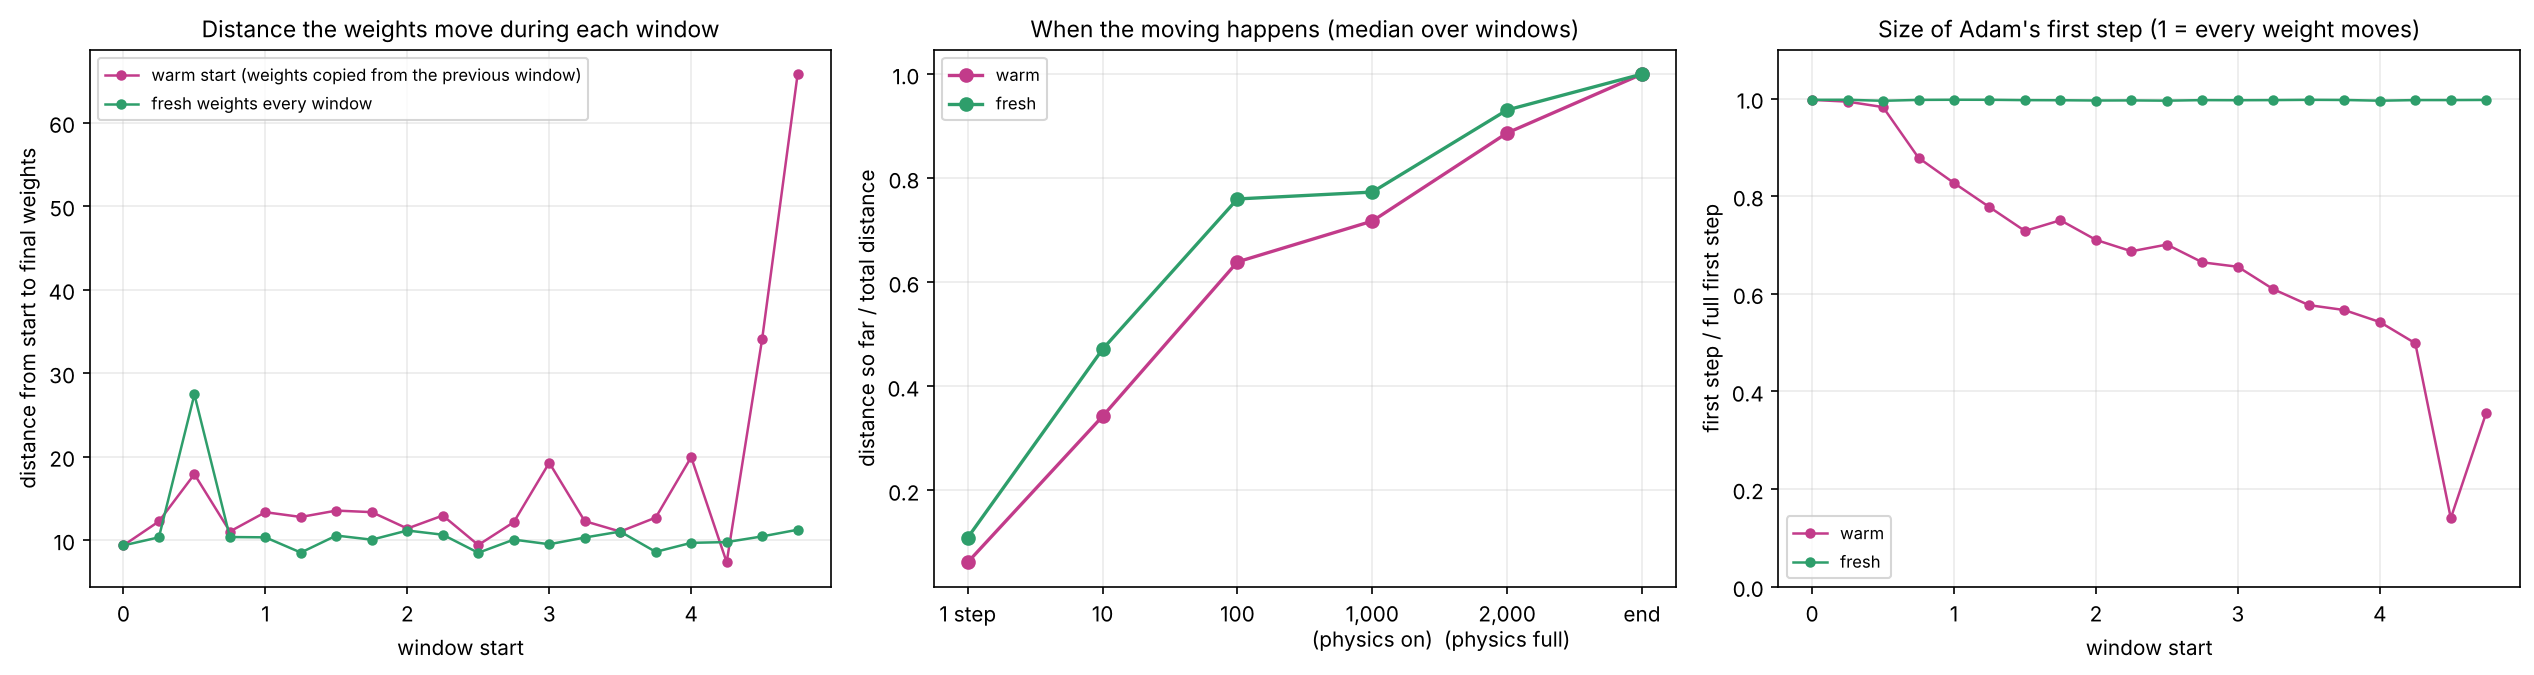 Distance the weights move during each window
warm start (weights copied from the previous window)
fresh weights every window
distance from start to final weights
60
50
40
30
20
10
0
1
2
3
4
window start
When the moving happens (median over windows)
warm
fresh
distance so far / total distance
1.0
0.8
0.6
0.4
0.2
1 step
10
100
1,000
(physics on)
2,000
(physics full)
end
Size of Adam's first step (1 = every weight moves)
first step / full first step
1.0
0.8
0.6
0.4
0.2
0.0
warm
fresh
0
1
2
3
4
window start